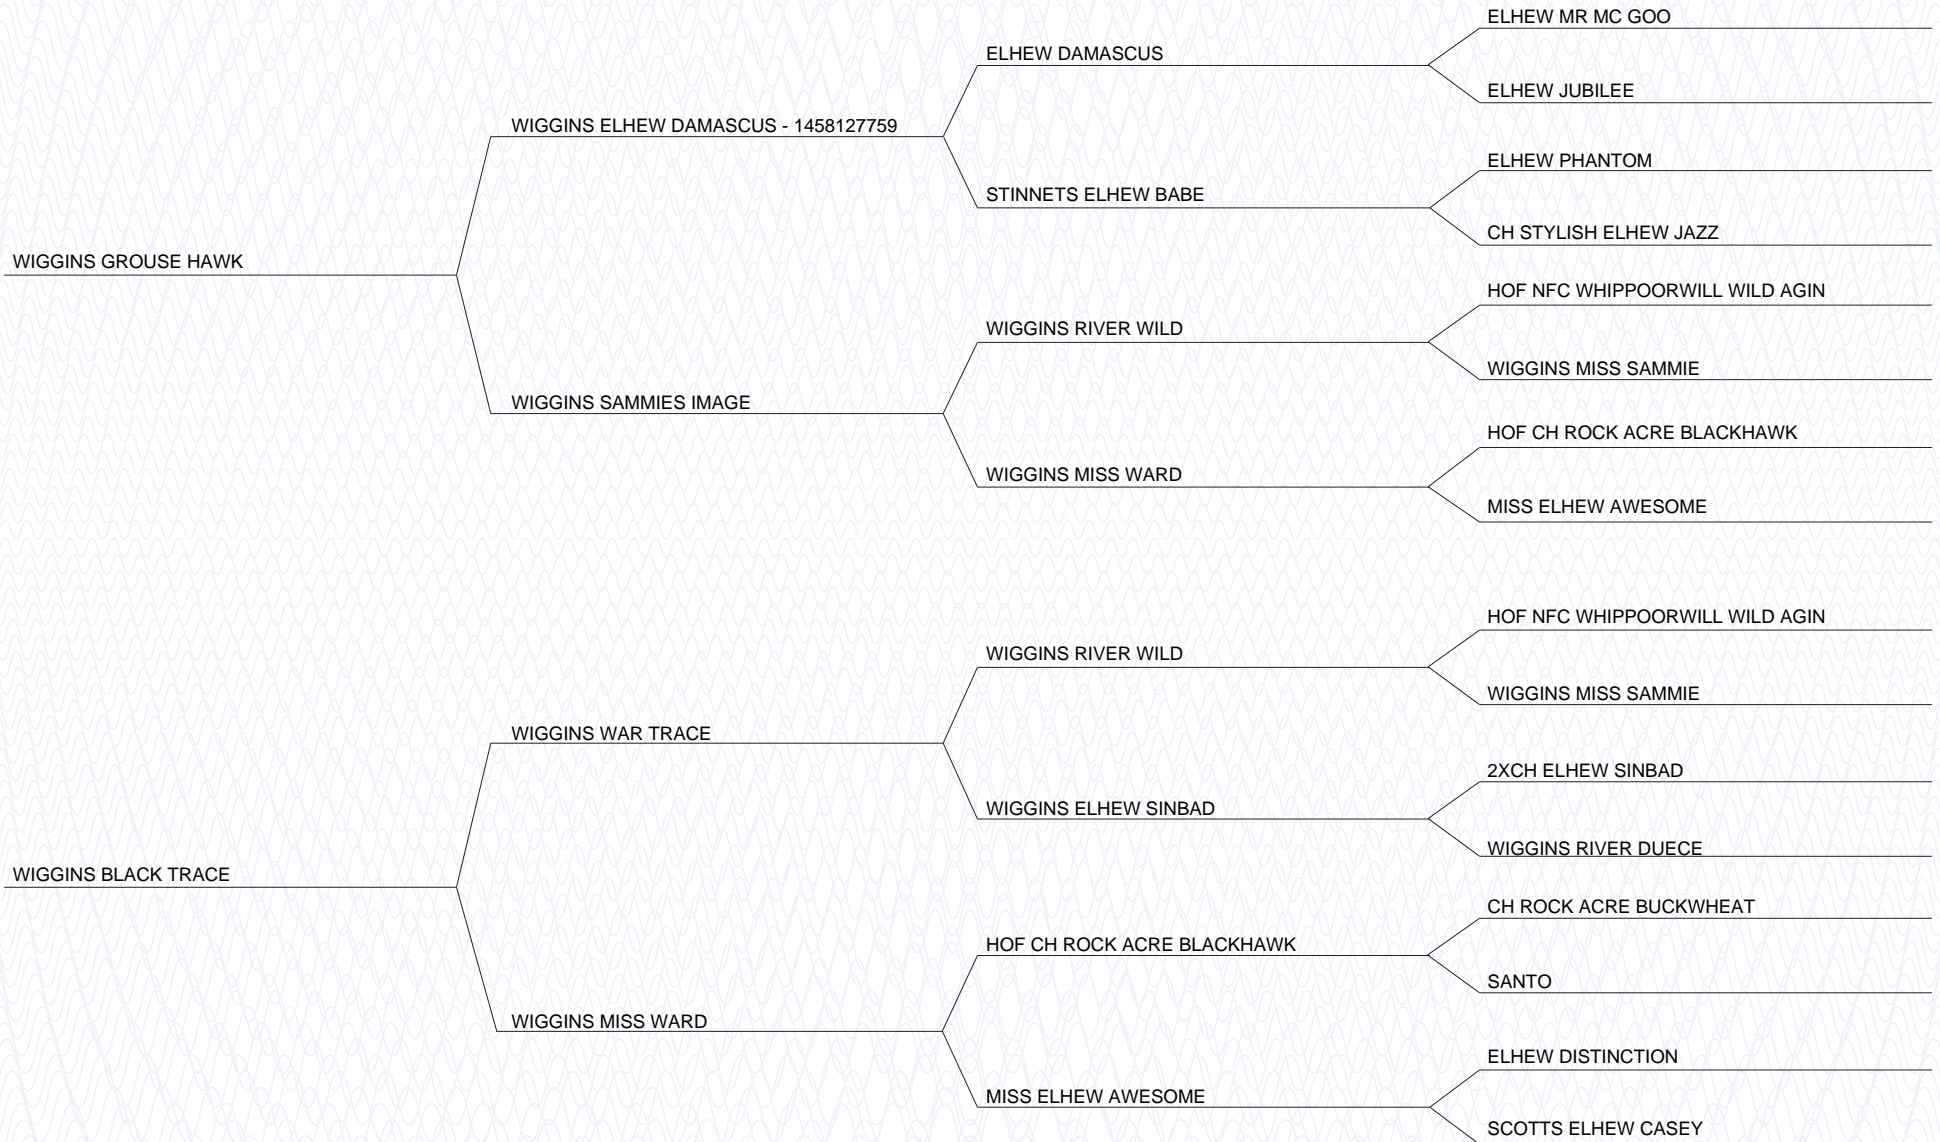 ELHEW MR MC GOO
ELHEW DAMASCUS
ELHEW JUBILEE
WIGGINS ELHEW DAMASCUS - 1458127759
ELHEW PHANTOM
STINNETS ELHEW BABE
CH STYLISH ELHEW JAZZ
WIGGINS GROUSE HAWK
HOF NFC WHIPPOORWILL WILD AGIN
WIGGINS RIVER WILD
WIGGINS MISS SAMMIE
WIGGINS SAMMIES IMAGE
HOF CH ROCK ACRE BLACKHAWK
WIGGINS MISS WARD
MISS ELHEW AWESOME
HOF NFC WHIPPOORWILL WILD AGIN
WIGGINS RIVER WILD
WIGGINS MISS SAMMIE
WIGGINS WAR TRACE
2XCH ELHEW SINBAD
WIGGINS ELHEW SINBAD
WIGGINS RIVER DUECE
WIGGINS BLACK TRACE
CH ROCK ACRE BUCKWHEAT
HOF CH ROCK ACRE BLACKHAWK
SANTO
WIGGINS MISS WARD
ELHEW DISTINCTION
MISS ELHEW AWESOME
SCOTTS ELHEW CASEY